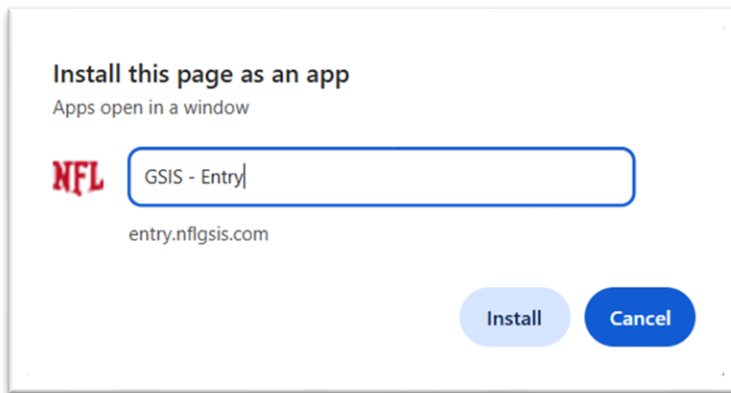 Install this page as an app
Apps open in a window
NFL
GSIS - Entry
entry.nflgsis.com
Install
Cancel